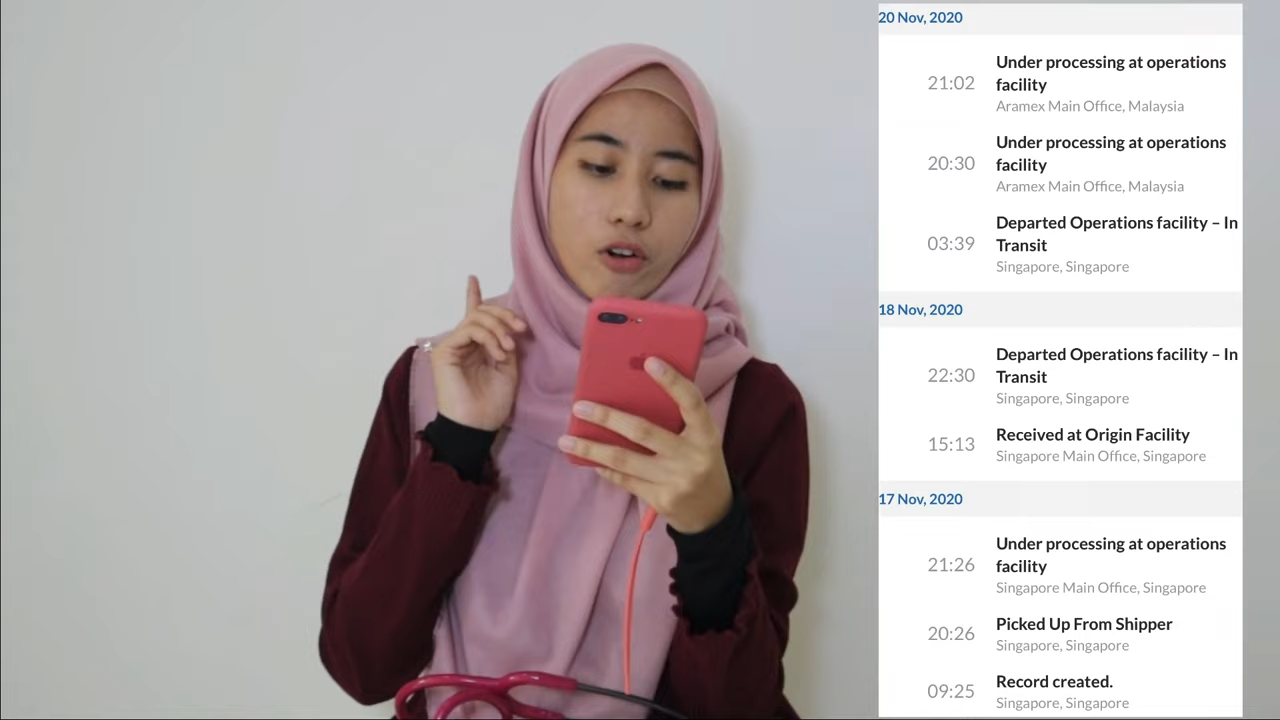 20 Nov, 2020
21:02
Under processing at operations
facility
Aramex Main Office, Malaysia
20:30
Under processing at operations
facility
Aramex Main Office, Malaysia
03:39
Departed Operations facility – In
Transit
Singapore, Singapore
18 Nov, 2020
22:30
Departed Operations facility – In
Transit
Singapore, Singapore
15:13
Received at Origin Facility
Singapore Main Office, Singapore
17 Nov, 2020
21:26
Under processing at operations
facility
Singapore Main Office, Singapore
20:26
Picked Up From Shipper
Singapore, Singapore
09:25
Record created.
Singapore, Singapore